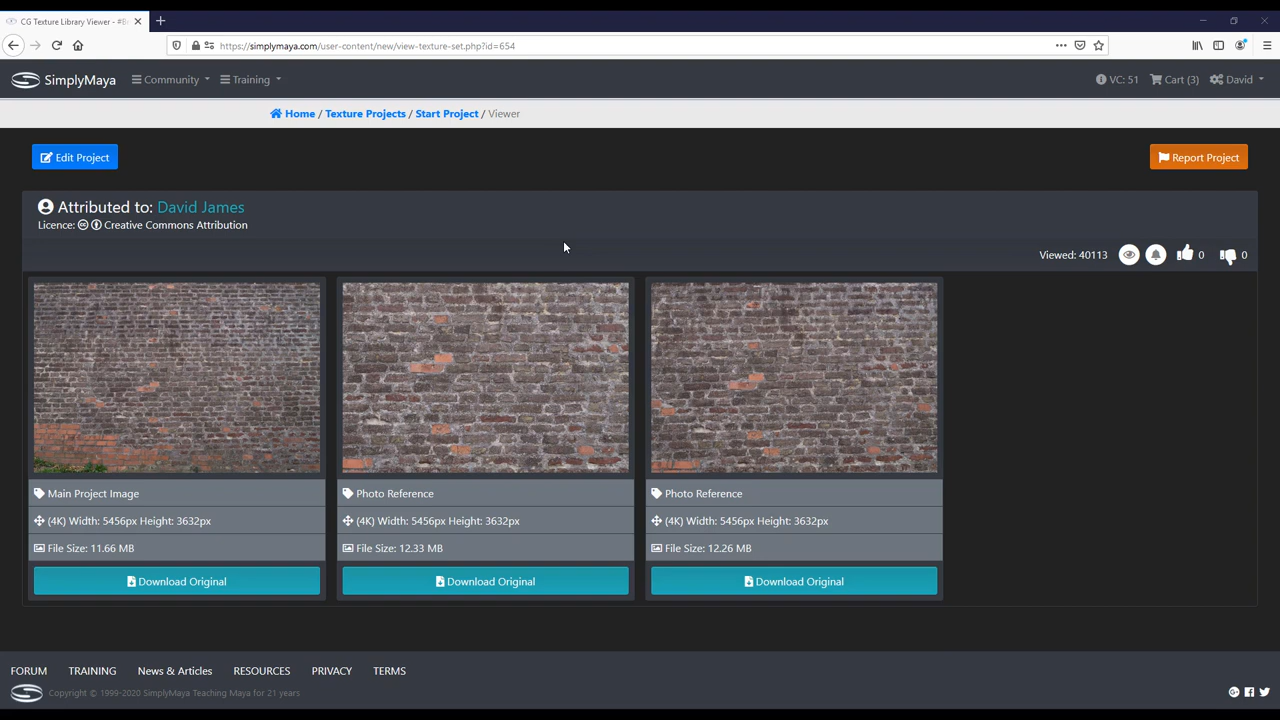 CG Texture Library Viewer - #B
https://simplymaya.com/user-content/new/view-texture-set.php?id=654
SimplyMaya Community Training VC: 51 Cart (3) David
Home / Texture Projects / Start Project / Viewer
Edit Project Report Project
Attributed to: David James
Licence: Creative Commons Attribution
Viewed: 40113 0 0
Main Project Image Photo Reference Photo Reference
(4K) Width: 5456px Height: 3632px (4K) Width: 5456px Height: 3632px (4K) Width: 5456px Height: 3632px
File Size: 11.66 MB File Size: 12.33 MB File Size: 12.26 MB
Download Original Download Original Download Original
FORUM TRAINING News & Articles RESOURCES PRIVACY TERMS
Copyright © 1999-2020 SimplyMaya Teaching Maya for 21 years